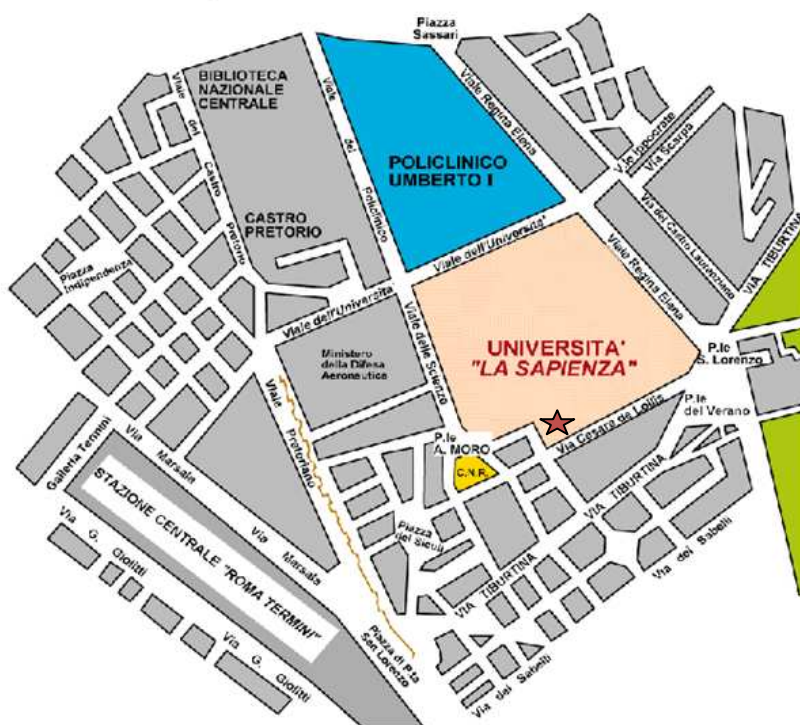 Piazza
Sassari
BIBLIOTECA
NAZIONALE
CENTRALE
Viale del Castro Pretorio
Viale del Policlinico
Viale Regina Elena
V.le Ippocrate
Via Scarpa
POLICLINICO
UMBERTO I
CASTRO
PRETORIO
Via del Castro Laurenziano
VIA TIBURTINA
Piazza
Indipendenza
Viale dell'Universita'
Viale dell'Universita
Viale Regina Elena
Viale delle Scienze
Ministero
della Difesa
Aeronautica
UNIVERSITA'
"LA SAPIENZA"
P.le
S. Lorenzo
P.le
del Verano
Via Cesare de Lollis
P.le
A. MORO
C.N.R.
Viale Pretoriano
Galleria Termini
Via Marsala
Via Marsala
STAZIONE CENTRALE "ROMA TERMINI"
Piazza
dei Siculi
VIA TIBURTINA
VIA TIBURTINA
Via dei Sabelli
Via dei Sabelli
Via G. Giolitti
Via G. Giolitti
Piazza di P.ta
San Lorenzo